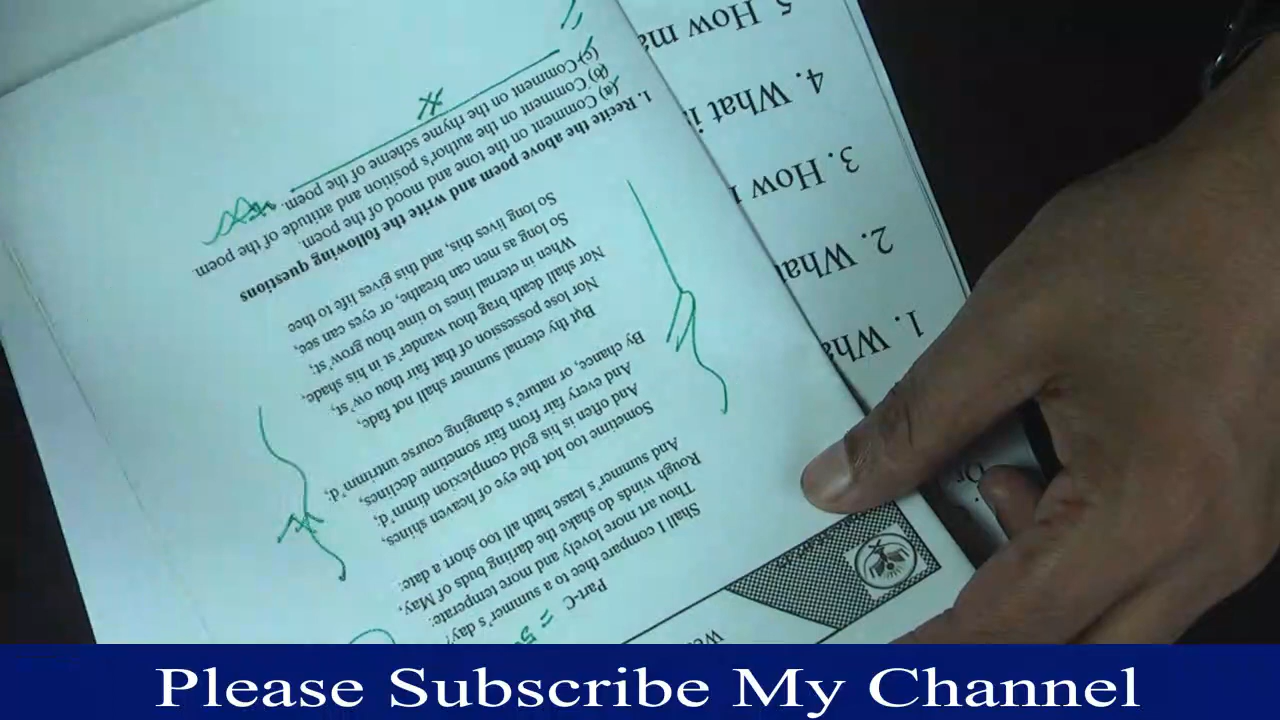 Part-C
Shall I compare thee to a summer's day?
Thou art more lovely and more temperate:
Rough winds do shake the darling buds of May,
And summer's lease hath all too short a date:
Sometime too hot the eye of heaven shines,
And often is his gold complexion dimm'd,
And every fair from fair sometime declines,
By chance, or nature's changing course untrimm'd;
But thy eternal summer shall not fade,
Nor lose possession of that fair thou ow'st,
Nor shall death brag thou wander'st in his shade,
When in eternal lines to time thou grow'st;
So long as men can breathe, or eyes can see,
So long lives this, and this gives life to thee
1. Recite the above poem and write the following questions
(a) Comment on the tone and mood of the poem.
(b) Comment on the author's position and attitude of the poem.
(c) Comment on the rhyme scheme of the poem.
1. Wha
2. What
3. How
4. What i
5. How ma
Please Subscribe My Channel